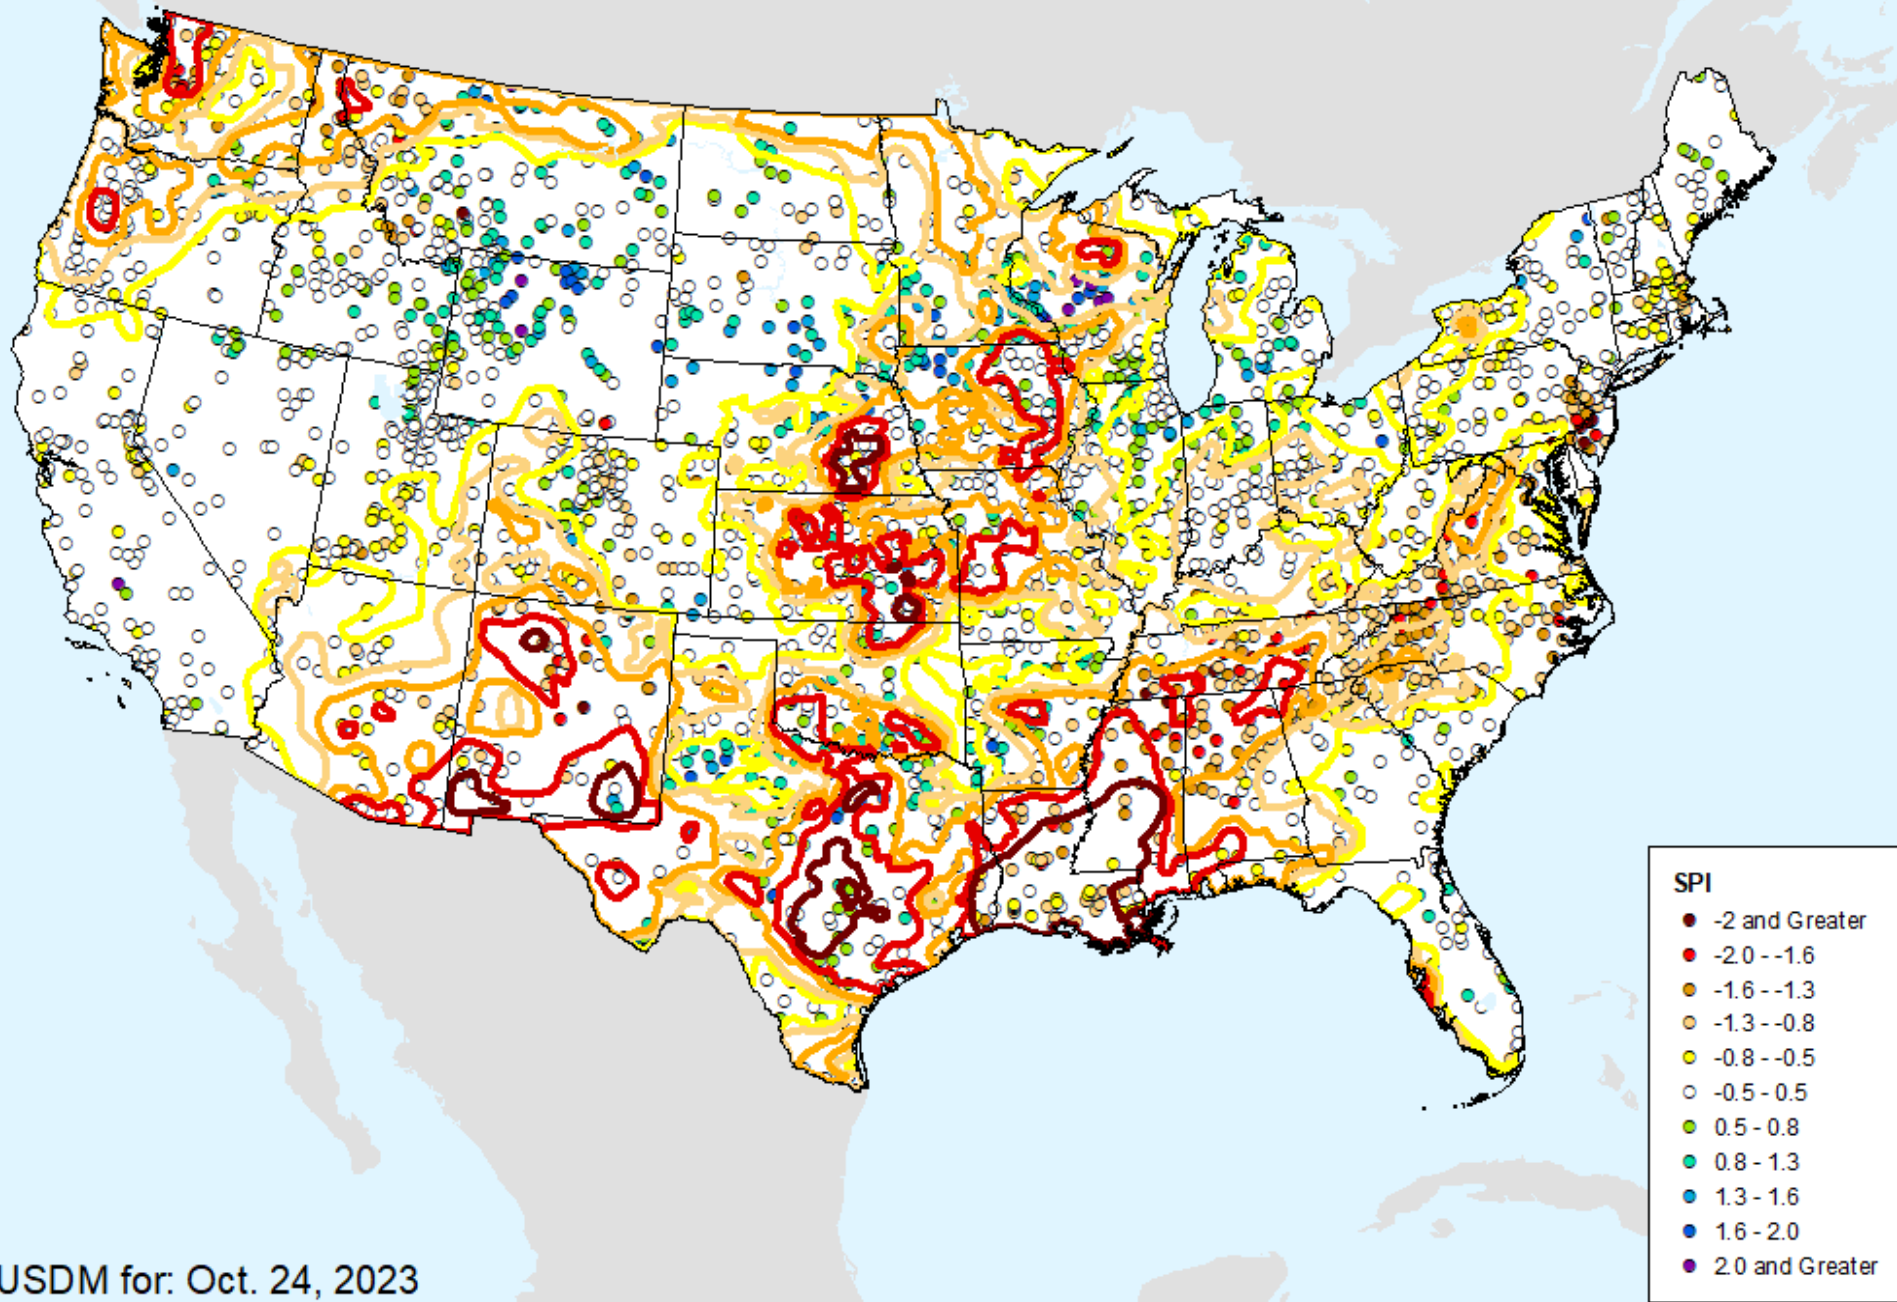 SPI
-2 and Greater
-2.0 - -1.6
-1.6 - -1.3
-1.3 - -0.8
-0.8 - -0.5
-0.5 - 0.5
0.5 - 0.8
0.8 - 1.3
1.3 - 1.6
1.6 - 2.0
2.0 and Greater
USDM for: Oct. 24, 2023